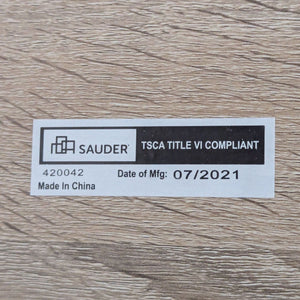 SAUDER® TSCA TITLE VI COMPLIANT
420042 Date of Mfg: 07/2021
Made In China